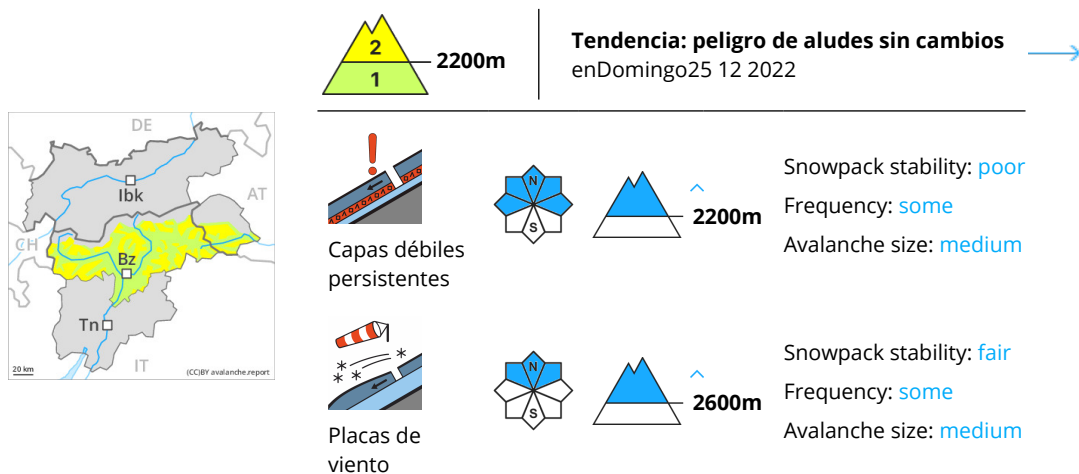 2
1
2200m
Tendencia: peligro de aludes sin cambios
enDomingo25 12 2022
DE
Ibk
AT
CH
Bz
Tn
IT
20 km
(CC)BY avalanche.report
N
S
2200m
Snowpack stability: poor
Frequency: some
Avalanche size: medium
Capas débiles
persistentes
N
S
2600m
Snowpack stability: fair
Frequency: some
Avalanche size: medium
Placas de
viento